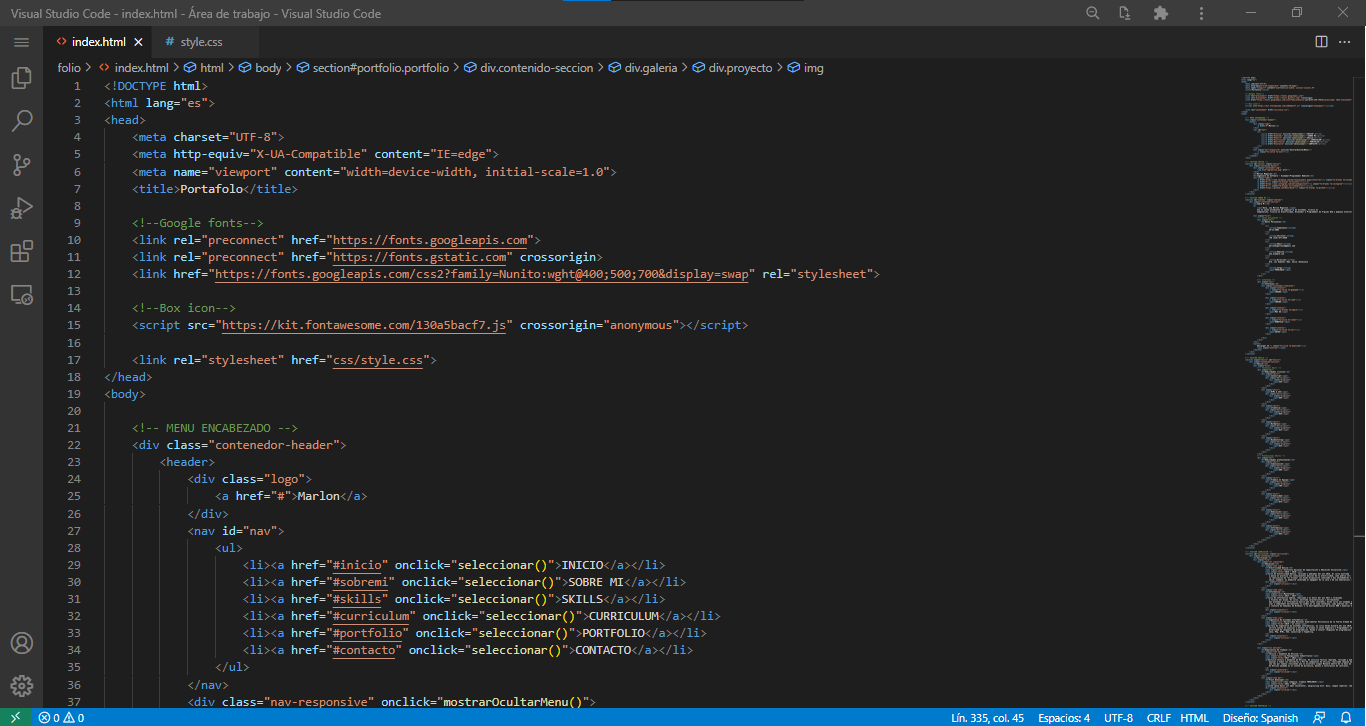 Visual Studio Code - index.html - Área de trabajo - Visual Studio Code
index.html
# style.css
folio > index.html > html > body > section#portfolio.portfolio > div.contenido-seccion > div.galeria > div.proyecto > img
1 <!DOCTYPE html>
2 <html lang="es">
3 <head>
4 <meta charset="UTF-8">
5 <meta http-equiv="X-UA-Compatible" content="IE=edge">
6 <meta name="viewport" content="width=device-width, initial-scale=1.0">
7 <title>Portafolo</title>
8
9 <!--Google fonts-->
10 <link rel="preconnect" href="https://fonts.googleapis.com">
11 <link rel="preconnect" href="https://fonts.gstatic.com" crossorigin>
12 <link href="https://fonts.googleapis.com/css2?family=Nunito:wght@400;500;700&display=swap" rel="stylesheet">
13
14 <!--Box icon-->
15 <script src="https://kit.fontawesome.com/130a5bacf7.js" crossorigin="anonymous"></script>
16
17 <link rel="stylesheet" href="css/style.css">
18 </head>
19 <body>
20
21 <!-- MENU ENCABEZADO -->
22 <div class="contenedor-header">
23 <header>
24 <div class="logo">
25 <a href="#">Marlon</a>
26 </div>
27 <nav id="nav">
28 <ul>
29 <li><a href="#inicio" onclick="seleccionar()">INICIO</a></li>
30 <li><a href="#sobremi" onclick="seleccionar()">SOBRE MI</a></li>
31 <li><a href="#skills" onclick="seleccionar()">SKILLS</a></li>
32 <li><a href="#curriculum" onclick="seleccionar()">CURRICULUM</a></li>
33 <li><a href="#portfolio" onclick="seleccionar()">PORTFOLIO</a></li>
34 <li><a href="#contacto" onclick="seleccionar()">CONTACTO</a></li>
35 </ul>
36 </nav>
37 <div class="nav-responsive" onclick="mostrarOcultarMenu()">
0 0
Lín. 335, col. 45 Espacios: 4 UTF-8 CRLF HTML Diseño: Spanish